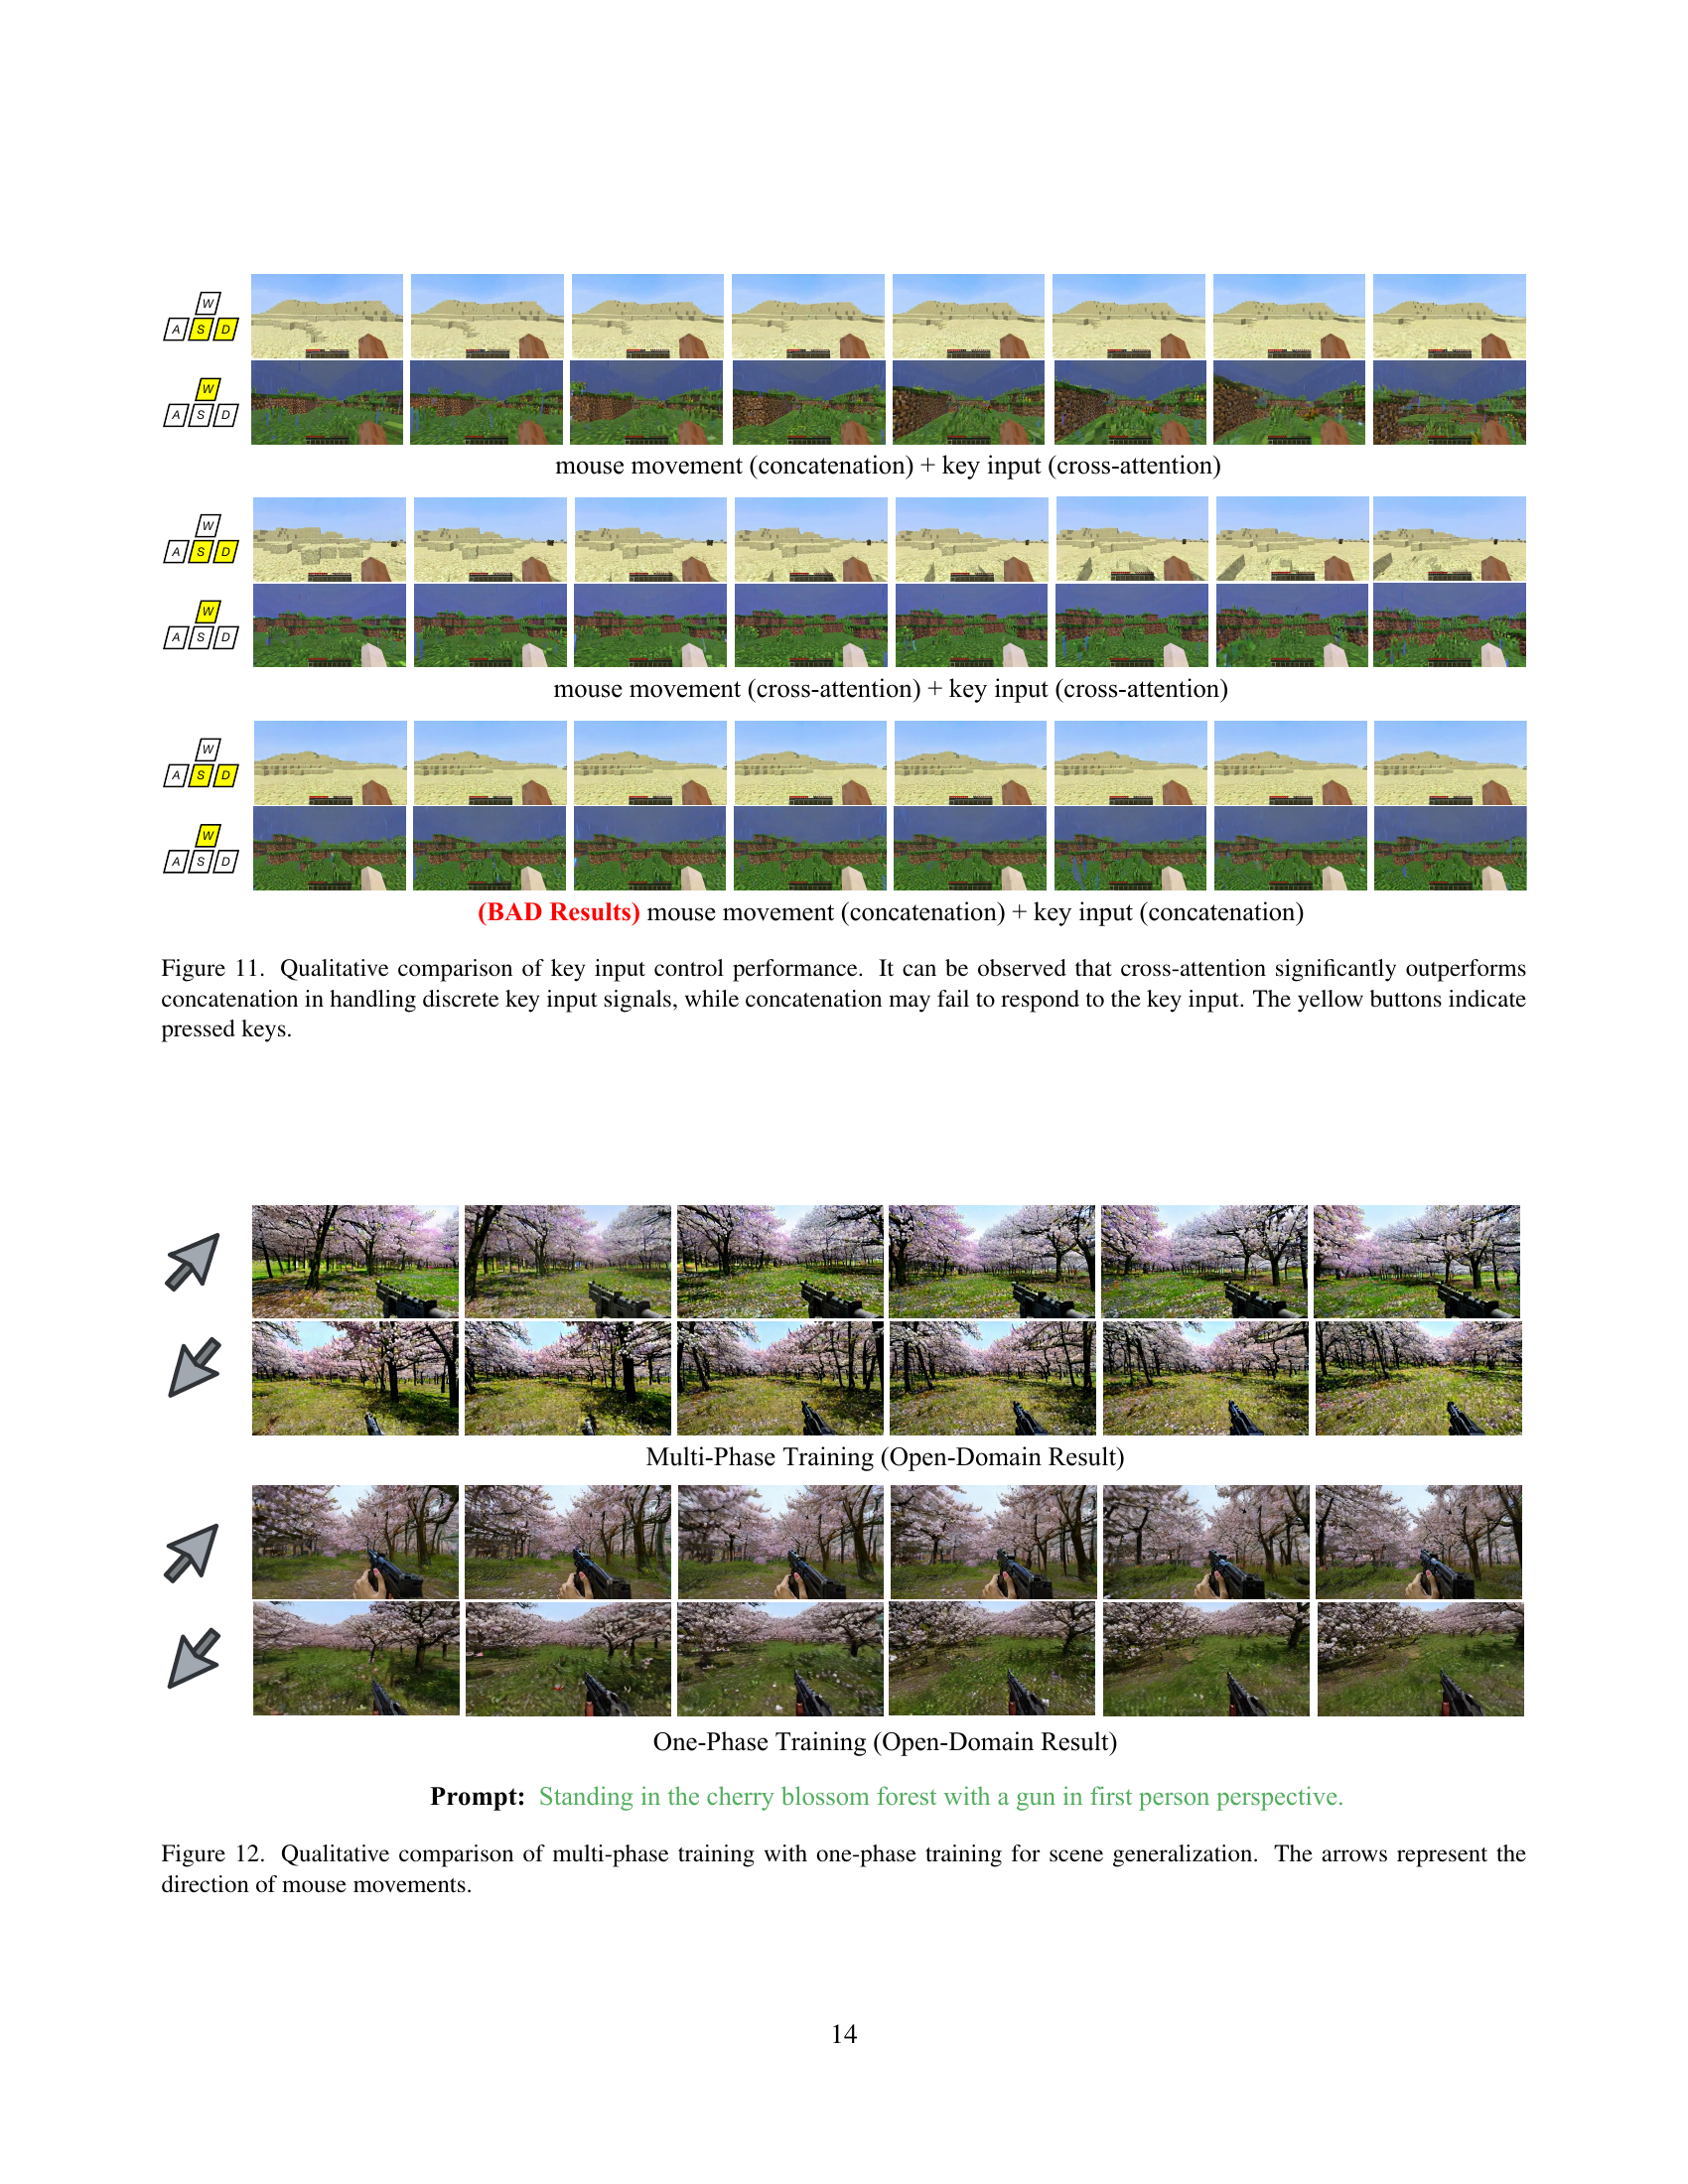 W
A S D
W
A S D
mouse movement (concatenation) + key input (cross-attention)
W
A S D
W
A S D
mouse movement (cross-attention) + key input (cross-attention)
W
A S D
W
A S D
(BAD Results) mouse movement (concatenation) + key input (concatenation)
Figure 11. Qualitative comparison of key input control performance. It can be observed that cross-attention significantly outperforms
concatenation in handling discrete key input signals, while concatenation may fail to respond to the key input. The yellow buttons indicate
pressed keys.
Multi-Phase Training (Open-Domain Result)
One-Phase Training (Open-Domain Result)
Prompt: Standing in the cherry blossom forest with a gun in first person perspective.
Figure 12. Qualitative comparison of multi-phase training with one-phase training for scene generalization. The arrows represent the
direction of mouse movements.
14